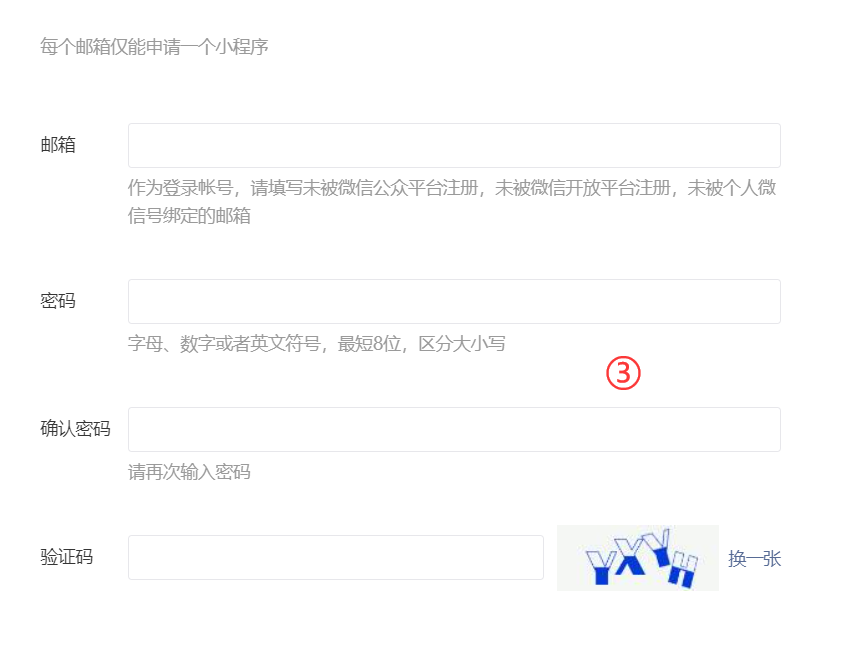 每个邮箱仅能申请一个小程序
邮箱
作为登录帐号，请填写未被微信公众平台注册，未被微信开放平台注册，未被个人微
信号绑定的邮箱
密码
字母、数字或者英文符号，最短8位，区分大小写
③
确认密码
请再次输入密码
验证码
YXYH
换一张